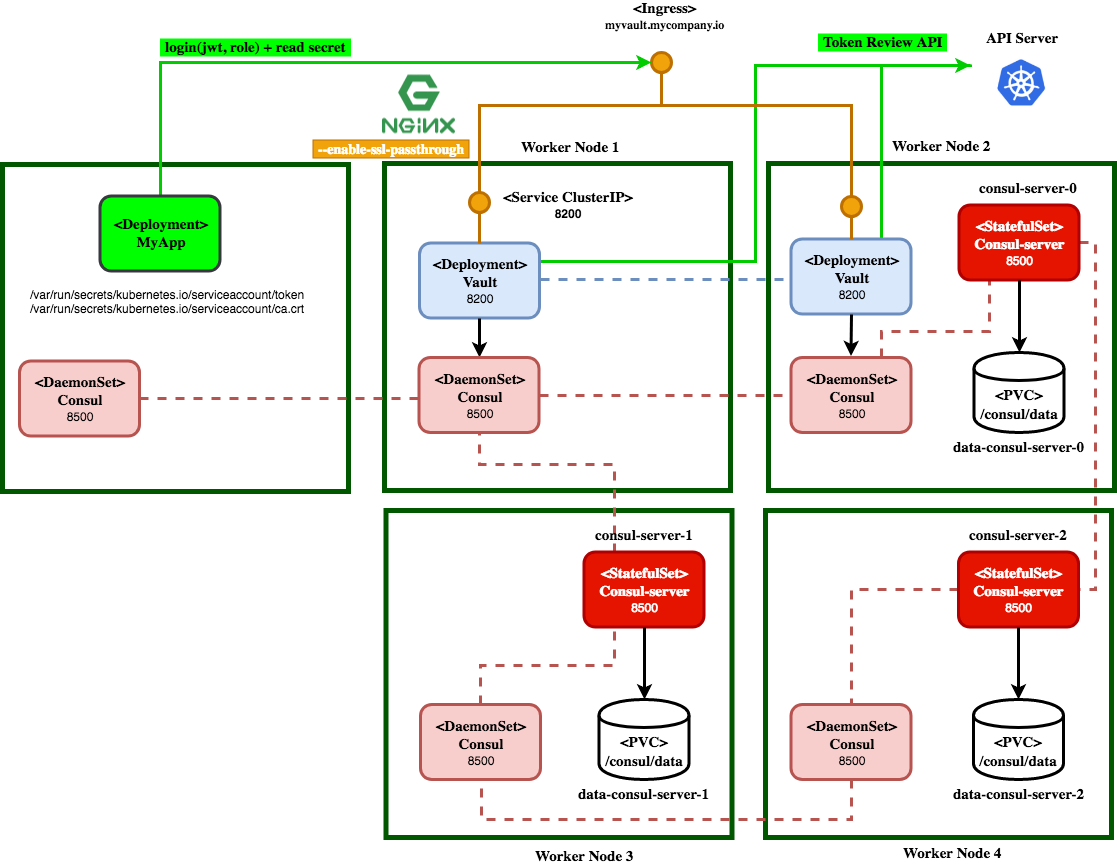 <Ingress>
myvault.mycompany.io
login(jwt, role) + read secret
Token Review API
API Server
NGiNX
--enable-ssl-passthrough
Worker Node 1
Worker Node 2
<Deployment>
MyApp
/var/run/secrets/kubernetes.io/serviceaccount/token
/var/run/secrets/kubernetes.io/serviceaccount/ca.crt
<DaemonSet>
Consul
8500
<Service ClusterIP>
8200
<Deployment>
Vault
8200
<DaemonSet>
Consul
8500
<Deployment>
Vault
8200
<DaemonSet>
Consul
8500
consul-server-0
<StatefulSet>
Consul-server
8500
<PVC>
/consul/data
data-consul-server-0
consul-server-1
<StatefulSet>
Consul-server
8500
<DaemonSet>
Consul
8500
<PVC>
/consul/data
data-consul-server-1
Worker Node 3
consul-server-2
<StatefulSet>
Consul-server
8500
<DaemonSet>
Consul
8500
<PVC>
/consul/data
data-consul-server-2
Worker Node 4